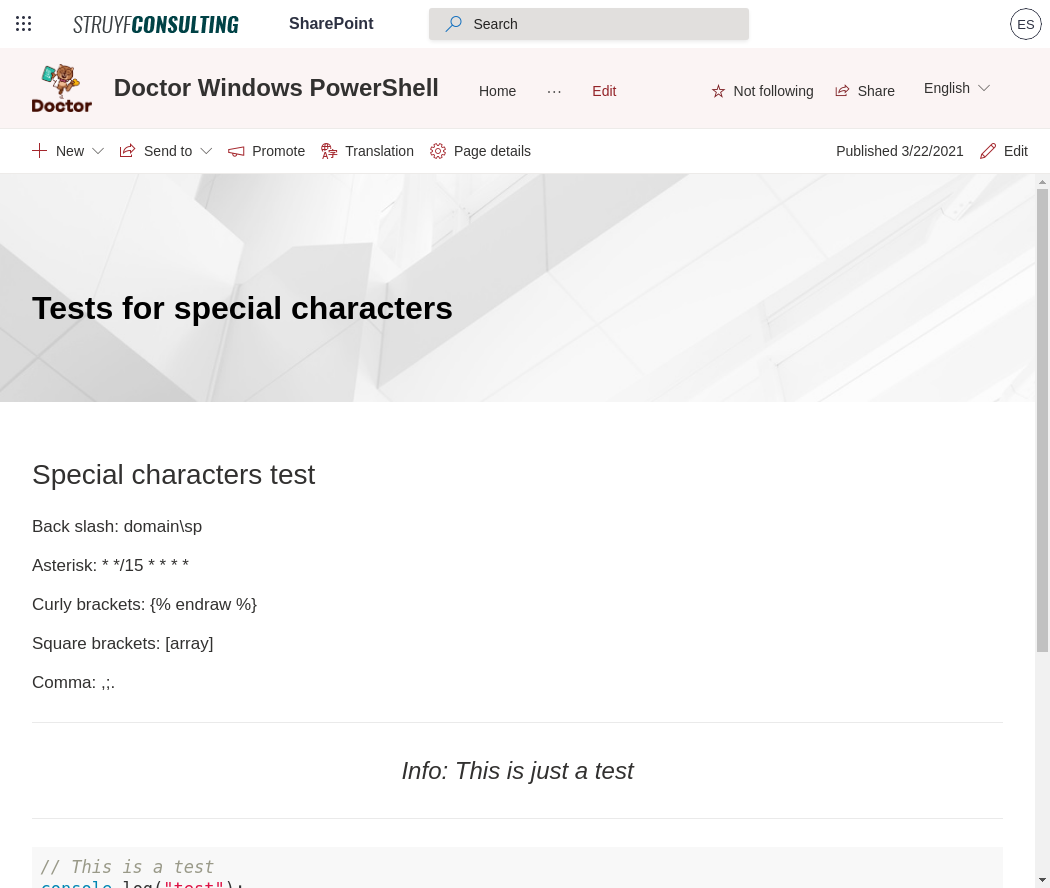 STRUYFCONSULTING SharePoint Search ES
Doctor
Doctor Windows PowerShell Home ... Edit Not following Share English
New Send to Promote Translation Page details Published 3/22/2021 Edit
Tests for special characters
Special characters test
Back slash: domain\sp
Asterisk: * */15 * * * *
Curly brackets: {% endraw %}
Square brackets: [array]
Comma: ,;.
Info: This is just a test
// This is a test
console.log("test");